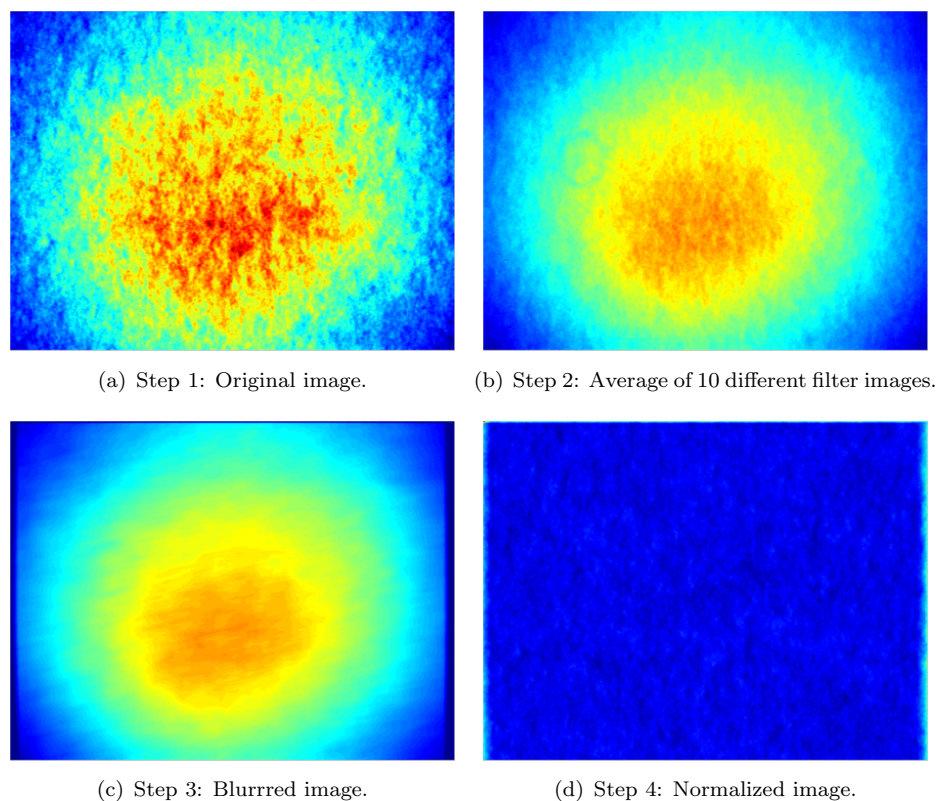 (a) Step 1: Original image.
(b) Step 2: Average of 10 different filter images.
(c) Step 3: Blurrred image.
(d) Step 4: Normalized image.